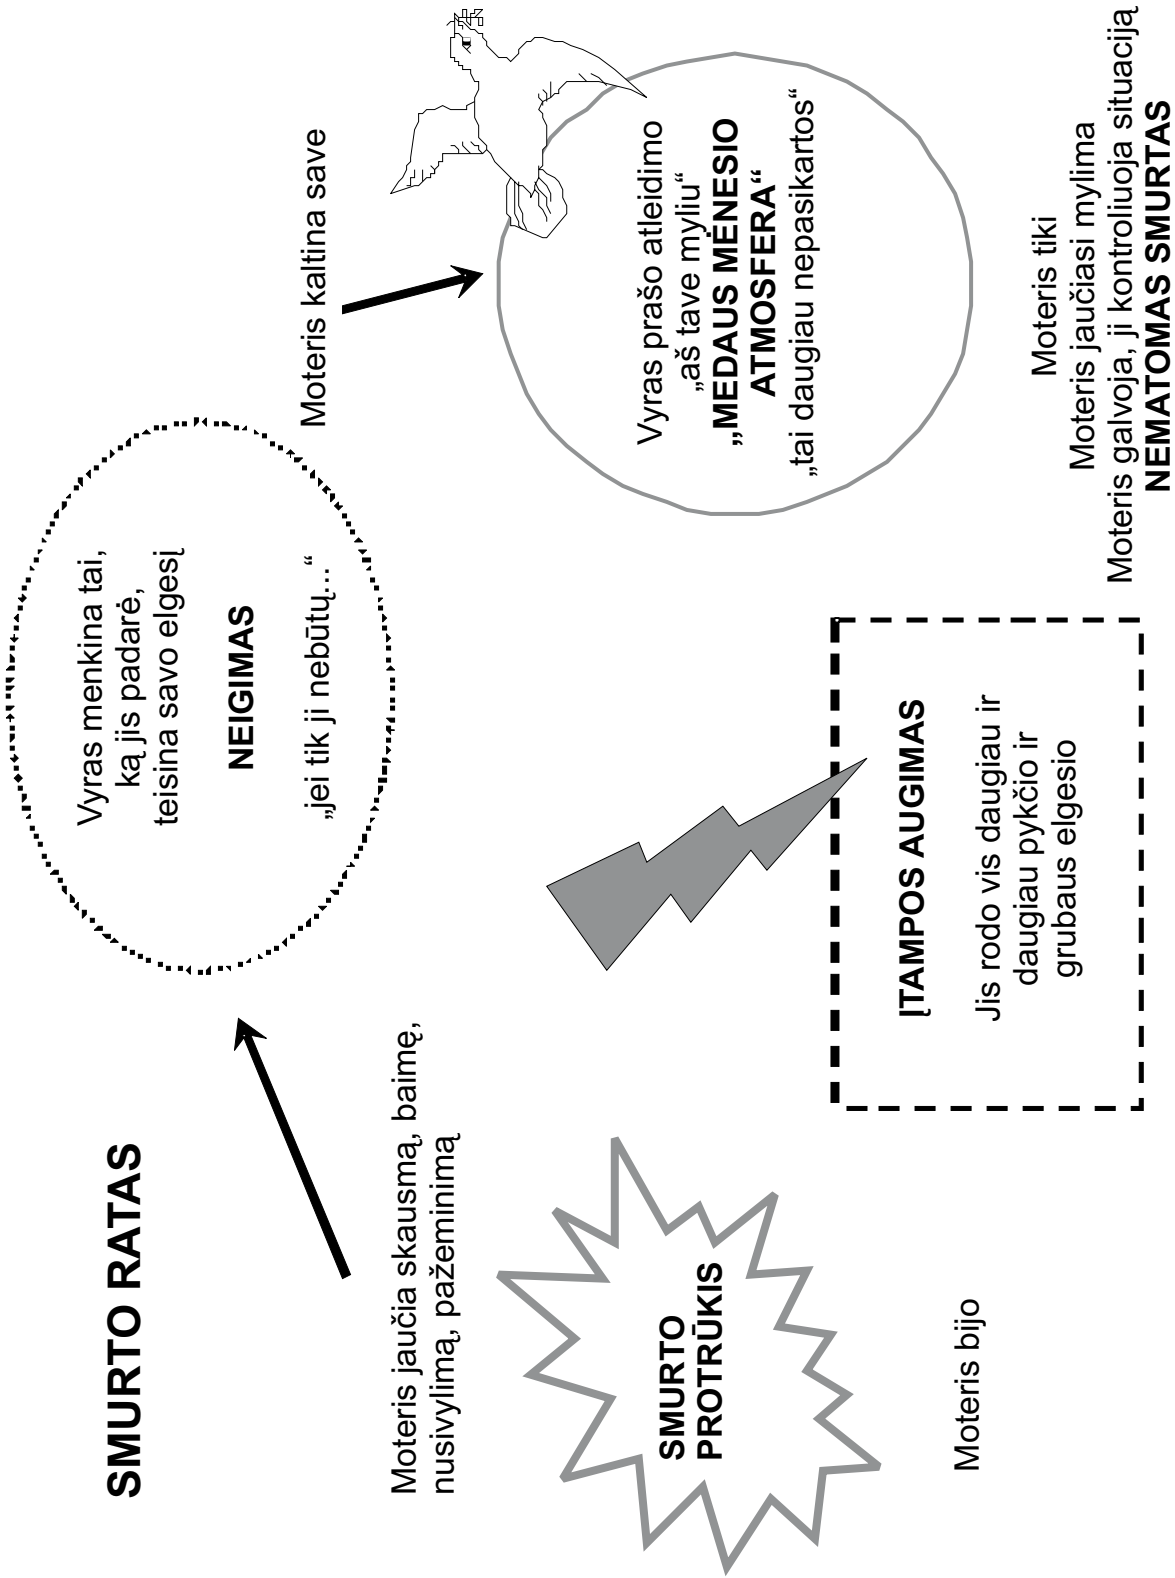 SMURTO RATAS
Vyras menkina tai,
ką jis padarė,
teisina savo elgesį
NEIGIMAS
„jei tik ji nebūtų...“
Moteris kaltina save
Moteris jaučia skausmą, baimę,
nusivylimą, pažeminimą
Vyras prašo atleidimo
„aš tave myliu“
„MEDAUS MĖNESIO
ATMOSFERA“
„tai daugiau nepasikartos“
SMURTO
PROTRŪKIS
ĮTAMPOS AUGIMAS
Jis rodo vis daugiau ir
daugiau pykčio ir
grubaus elgesio
Moteris bijo
Moteris tiki
Moteris jaučiasi mylima
Moteris galvoja, ji kontroliuoja situaciją
NEMATOMAS SMURTAS